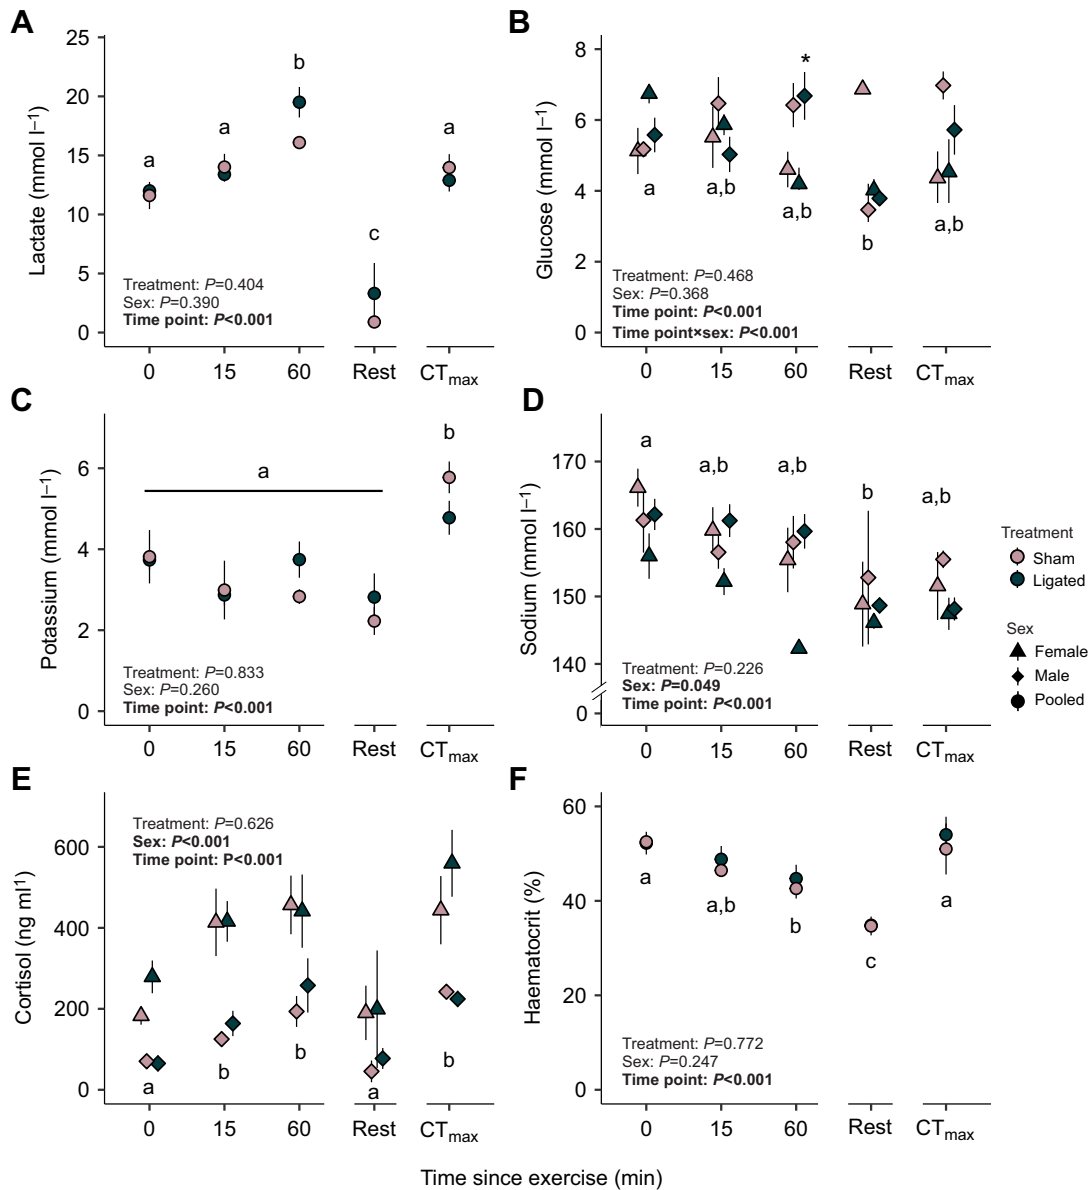 A
Lactate (mmol l–1)
25
20
15
10
5
0
a
a
b
c
a
Treatment: P=0.404
Sex: P=0.390
Time point: P<0.001
0 15 60 Rest CTmax
B
Glucose (mmol l–1)
8
6
4
2
0
*
a
a,b
a,b
b
a,b
Treatment: P=0.468
Sex: P=0.368
Time point: P<0.001
Time point×sex: P<0.001
0 15 60 Rest CTmax
C
Potassium (mmol l–1)
6
4
2
0
a
b
Treatment: P=0.833
Sex: P=0.260
Time point: P<0.001
0 15 60 Rest CTmax
D
Sodium (mmol l–1)
170
160
150
140
0
a
a,b
a,b
b
a,b
Treatment: P=0.226
Sex: P=0.049
Time point: P<0.001
0 15 60 Rest CTmax
Treatment
Sham
Ligated
Sex
Female
Male
Pooled
E
Cortisol (ng ml1)
600
400
200
0
Treatment: P=0.626
Sex: P<0.001
Time point: P<0.001
a
b
b
a
b
0 15 60 Rest CTmax
F
Haematocrit (%)
60
40
20
0
a
a,b
b
c
a
Treatment: P=0.772
Sex: P=0.247
Time point: P<0.001
0 15 60 Rest CTmax
Time since exercise (min)